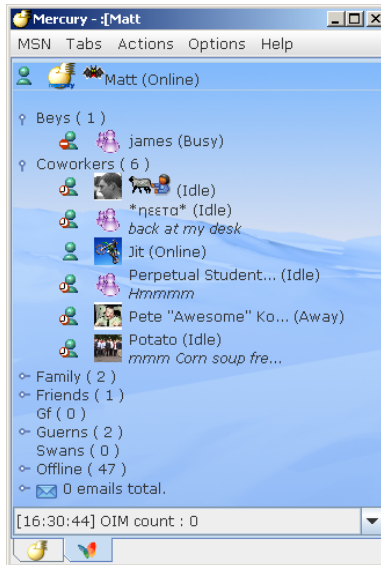 Mercury - :[Matt
MSN Tabs Actions Options Help
Matt (Online)
Beys ( 1 )
james (Busy)
Coworkers ( 6 )
(Idle)
*ηεετα* (Idle)
back at my desk
Jit (Online)
Perpetual Student... (Idle)
Hmmmm
Pete "Awesome" Ko... (Away)
Potato (Idle)
mmm Corn soup fre...
Family ( 2 )
Friends ( 1 )
Gf ( 0 )
Guerns ( 2 )
Swans ( 0 )
Offline ( 47 )
0 emails total.
[16:30:44] OIM count : 0